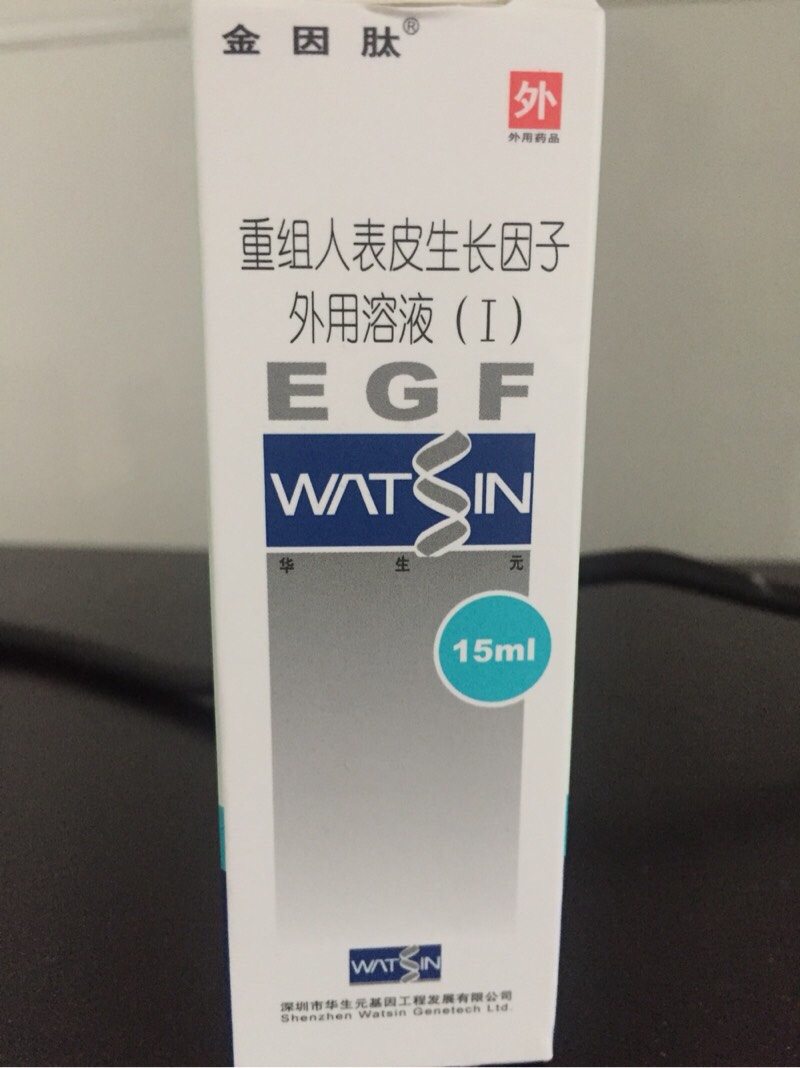 金因肽®
外
外用药品
重组人表皮生长因子
外用溶液（I）
EGF
WATSIN
华生元
15ml
WATSIN
深圳市华生元基因工程发展有限公司
Shenzhen Watsin Genetech Ltd.